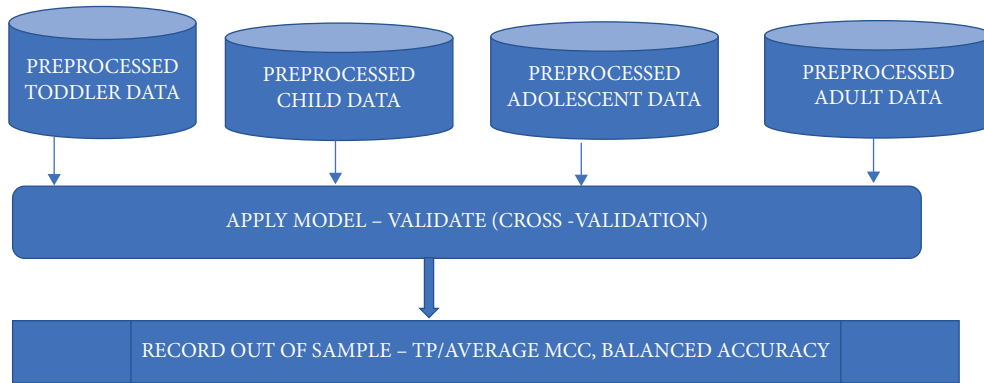 PREPROCESSED
TODDLER DATA
PREPROCESSED
CHILD DATA
PREPROCESSED
ADOLESCENT DATA
PREPROCESSED
ADULT DATA
APPLY MODEL – VALIDATE (CROSS -VALIDATION)
RECORD OUT OF SAMPLE – TP/AVERAGE MCC, BALANCED ACCURACY